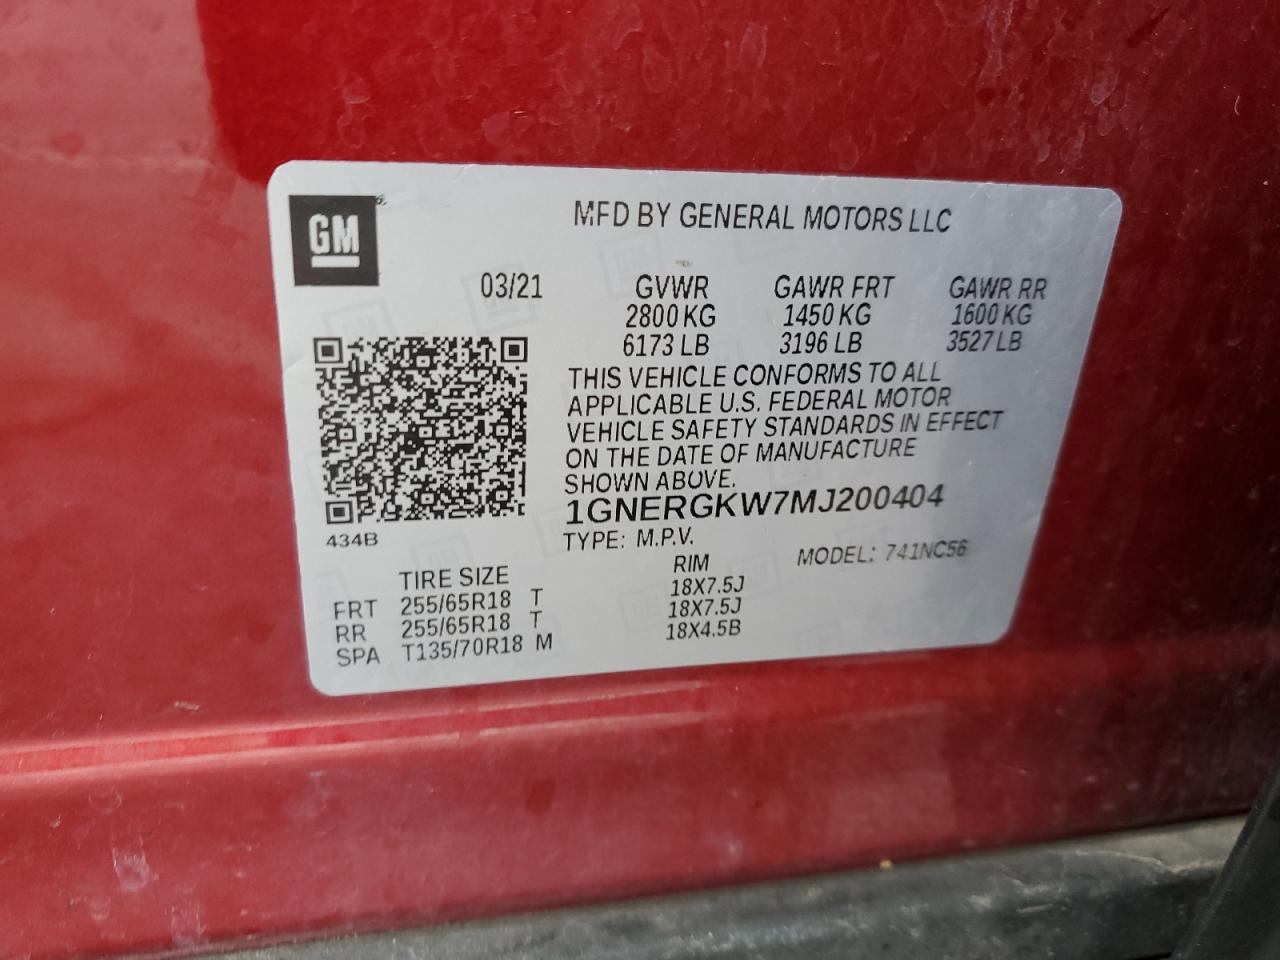 GM
MFD BY GENERAL MOTORS LLC
03/21 GVWR GAWR FRT GAWR RR
2800 KG 1450 KG 1600 KG
6173 LB 3196 LB 3527 LB
THIS VEHICLE CONFORMS TO ALL
APPLICABLE U.S. FEDERAL MOTOR
VEHICLE SAFETY STANDARDS IN EFFECT
ON THE DATE OF MANUFACTURE
SHOWN ABOVE.
1GNERGKW7MJ200404
434B
TYPE: M.P.V. MODEL: 741NC56
TIRE SIZE RIM
FRT 255/65R18 T 18X7.5J
RR 255/65R18 T 18X7.5J
SPA T135/70R18 M 18X4.5B